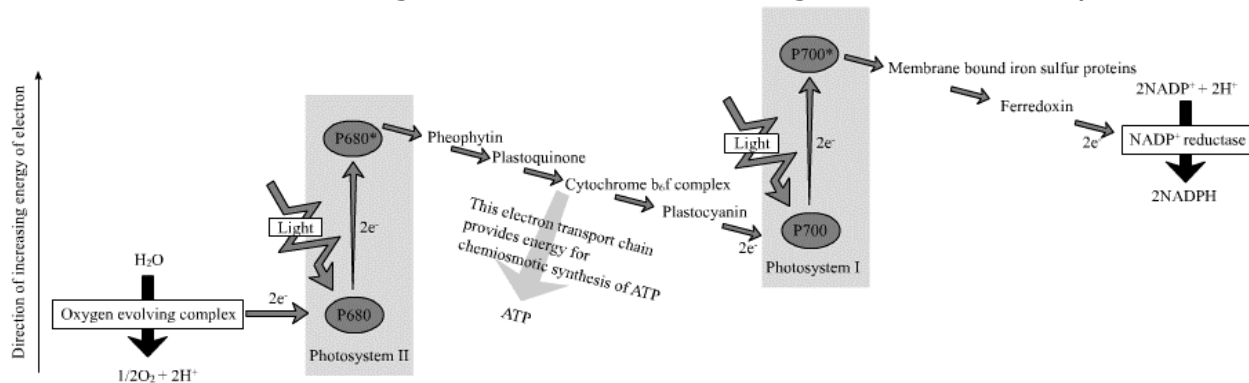 Direction of increasing energy of electron
H₂O
Oxygen evolving complex
1/2O₂ + 2H⁺
2e⁻
Light
P680*
2e⁻
P680
Photosystem II
Pheophytin
Plastoquinone
Cytochrome b₆f complex
Plastocyanin
2e⁻
This electron transport chain
provides energy for
chemiosmotic synthesis of ATP
ATP
P700*
Light
2e⁻
P700
Photosystem I
Membrane bound iron sulfur proteins
Ferredoxin
2e⁻
2NADP⁺ + 2H⁺
NADP⁺ reductase
2NADPH